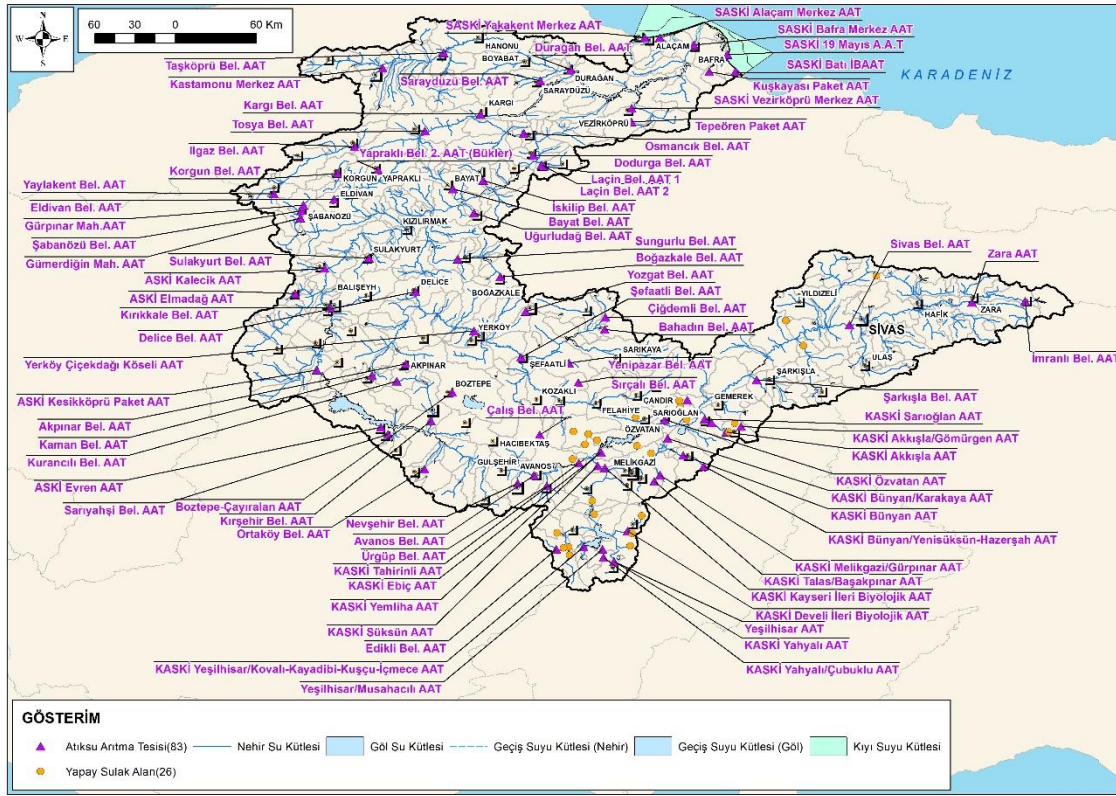 60 30 0 60 Km
N
W E
S
SASKİ Yakakent Merkez AAT
SASKİ Alaçam Merkez AAT
SASKİ Bafra Merkez AAT
SASKİ 19 Mayıs A.A.T
SASKİ Batı İBAAT
KARADENİZ
Kuşkayası Paket AAT
SASKİ Vezirköprü Merkez AAT
Tepeören Paket AAT
Durağan Bel. AAT
HANONU
BOYABAT
ALAÇAM
BAFRA
DURAĞAN
SARAYDÜZÜ
VEZİRKÖPRÜ
KARGI
Taşköprü Bel. AAT
Kastamonu Merkez AAT
Saraydüzü Bel. AAT
Kargı Bel. AAT
Tosya Bel. AAT
Osmancık Bel. AAT
Yapraklı Bel. 2. AAT (Bükler)
Ilgaz Bel. AAT
Korgun Bel. AAT
Dodurga Bel. AAT
Laçin Bel. AAT 1
Laçin Bel. AAT 2
İskilip Bel. AAT
Bayat Bel. AAT
Uğurludağ Bel. AAT
KORGUN
YAPRAKLI
BAYAT
ELDİVAN
ŞABANÖZÜ
KIZILIRMAK
Yaylakent Bel. AAT
Eldivan Bel. AAT
Gürpınar Mah.AAT
Şabanözü Bel. AAT
Gümerdiğin Mah. AAT
Sulakyurt Bel. AAT
SULAKYURT
Sungurlu Bel. AAT
Boğazkale Bel. AAT
Yozgat Bel. AAT
Şefaatli Bel. AAT
Çiğdemli Bel. AAT
Bahadın Bel. AAT
Sivas Bel. AAT
Zara AAT
ASKİ Kalecik AAT
ASKİ Elmadağ AAT
Kırıkkale Bel. AAT
Delice Bel. AAT
BALIŞEYH
DELİCE
BOĞAZKALE
YERKÖY
YILDIZELİ
SİVAS
HAFİK
ZARA
ULAŞ
İmranlı Bel. AAT
Yerköy Çiçekdağı Köseli AAT
ŞEFAATLİ
SARIKAYA
Yenipazar Bel. AAT
Sırçalı Bel. AAT
ŞARKIŞLA
Şarkışla Bel. AAT
ASKİ Kesikköprü Paket AAT
AKPINAR
BOZTEPE
KOZAKLI
ÇANDIR
GEMEREK
FELAHİYE
SARIOĞLAN
ÖZVATAN
Çalış Bel. AAT
KASKİ Sarıoğlan AAT
KASKİ Akkışla/Gömürgen AAT
KASKİ Akkışla AAT
KASKİ Özvatan AAT
KASKİ Bünyan/Karakaya AAT
KASKİ Bünyan AAT
KASKİ Bünyan/Yenisüksün-Hazerşah AAT
KASKİ Melikgazi/Gürpınar AAT
KASKİ Talas/Başakpınar AAT
KASKİ Kayseri İleri Biyolojik AAT
KASKİ Develi İleri Biyolojik AAT
Yeşilhisar AAT
KASKİ Yahyalı AAT
KASKİ Yahyalı/Çubuklu AAT
Akpınar Bel. AAT
Kaman Bel. AAT
Kurancılı Bel. AAT
ASKİ Evren AAT
Sarıyahşi Bel. AAT
HACIBEKTAŞ
GÜLŞEHİR
AVANOS
MELİKGAZİ
Boztepe-Çayıralan AAT
Kırşehir Bel. AAT
Ortaköy Bel. AAT
Nevşehir Bel. AAT
Avanos Bel. AAT
Ürgüp Bel. AAT
KASKİ Tahirinli AAT
KASKİ Ebiç AAT
KASKİ Yemliha AAT
KASKİ Süksün AAT
Edikli Bel. AAT
KASKİ Yeşilhisar/Kovalı-Kayadibi-Kuşçu-İçmece AAT
Yeşilhisar/Musahacılı AAT
GÖSTERİM
Atıksu Arıtma Tesisi(83) Nehir Su Kütlesi Göl Su Kütlesi Geçiş Suyu Kütlesi (Nehir) Geçiş Suyu Kütlesi (Göl) Kıyı Suyu Kütlesi
Yapay Sulak Alan(26)